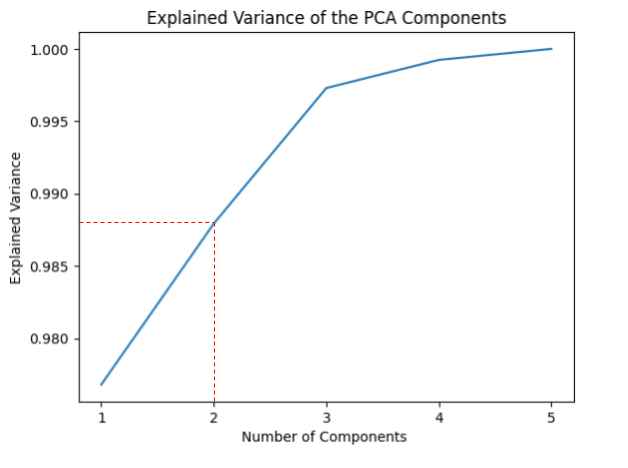 Explained Variance of the PCA Components
1.000
0.995
0.990
0.985
0.980
Explained Variance
1 2 3 4 5
Number of Components